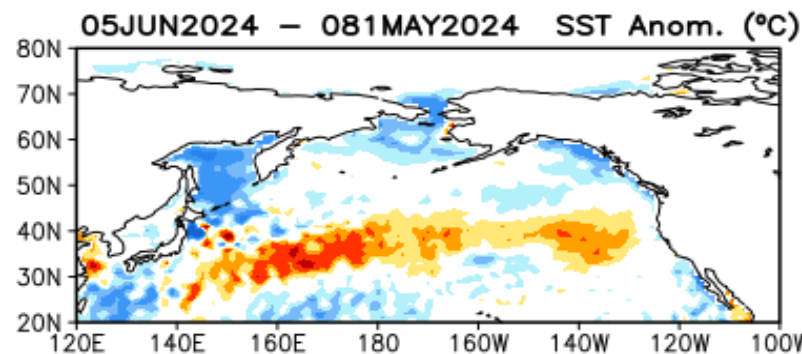 05JUN2024 – 081MAY2024 SST Anom. (°C)
80N
70N
60N
50N
40N
30N
20N
120E 140E 160E 180 160W 140W 120W 100W